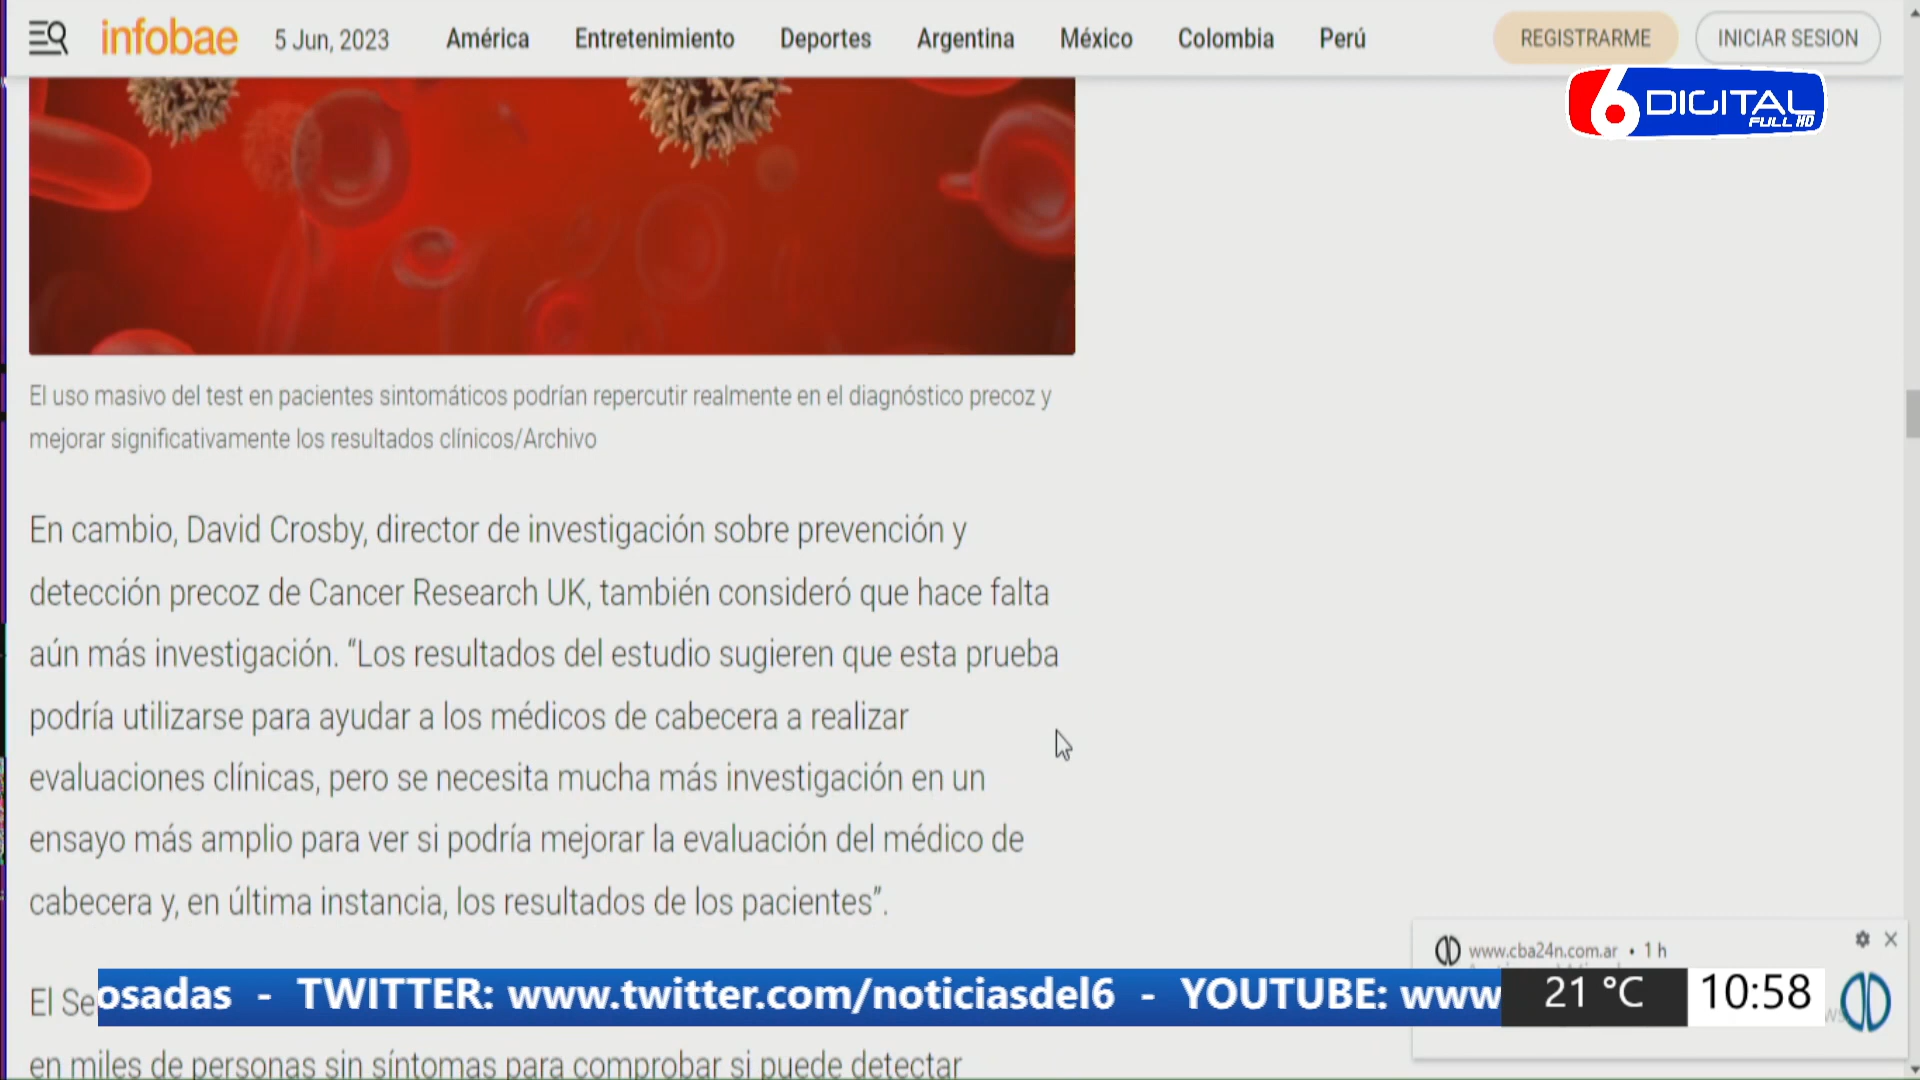 infobae
5 Jun, 2023
América
Entretenimiento
Deportes
Argentina
México
Colombia
Perú
REGISTRARME
INICIAR SESION
6 DIGITAL
FULL HD
El uso masivo del test en pacientes sintomáticos podrían repercutir realmente en el diagnóstico precoz y
mejorar significativamente los resultados clínicos/Archivo
En cambio, David Crosby, director de investigación sobre prevención y
detección precoz de Cancer Research UK, también consideró que hace falta
aún más investigación. “Los resultados del estudio sugieren que esta prueba
podría utilizarse para ayudar a los médicos de cabecera a realizar
evaluaciones clínicas, pero se necesita mucha más investigación en un
ensayo más amplio para ver si podría mejorar la evaluación del médico de
cabecera y, en última instancia, los resultados de los pacientes”.
www.cba24n.com.ar • 1 h
El Se
osadas - TWITTER: www.twitter.com/noticiasdel6 - YOUTUBE: www
21 °C
10:58
en miles de personas sin síntomas para comprobar si puede detectar